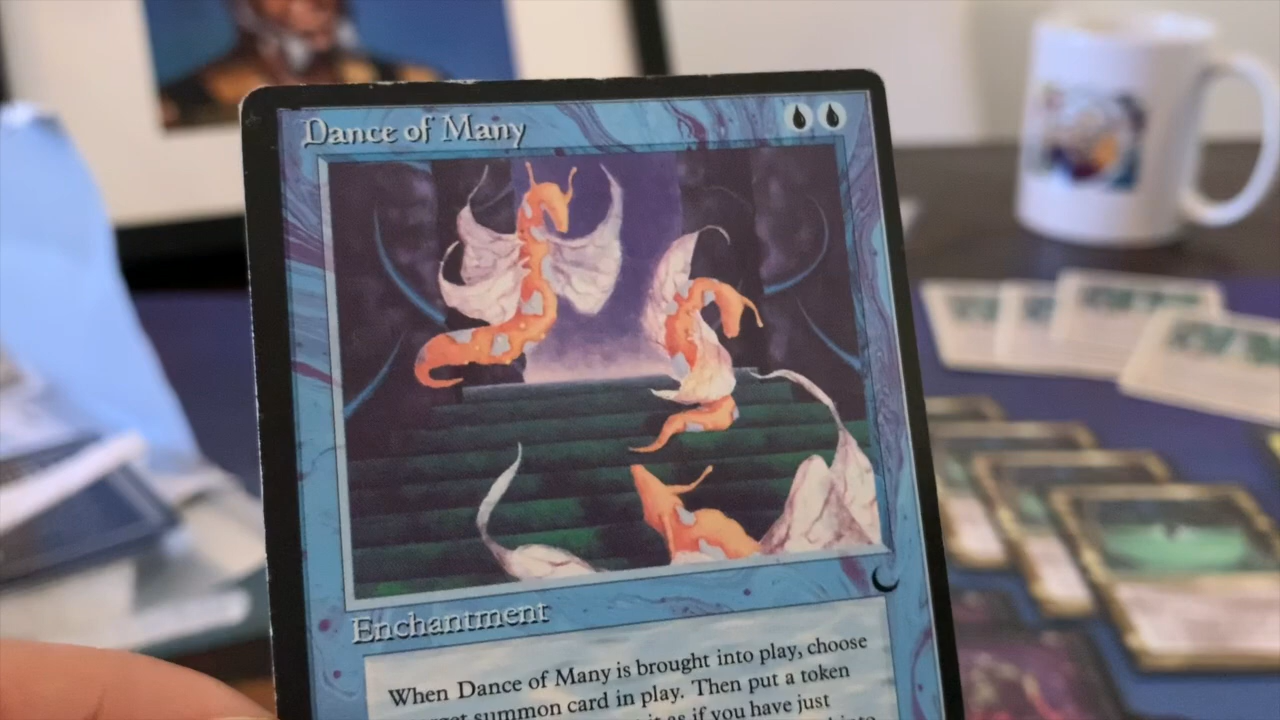 Dance of Many
Enchantment
When Dance of Many is brought into play, choose
summon card in play. Then put a token
it as if you have just